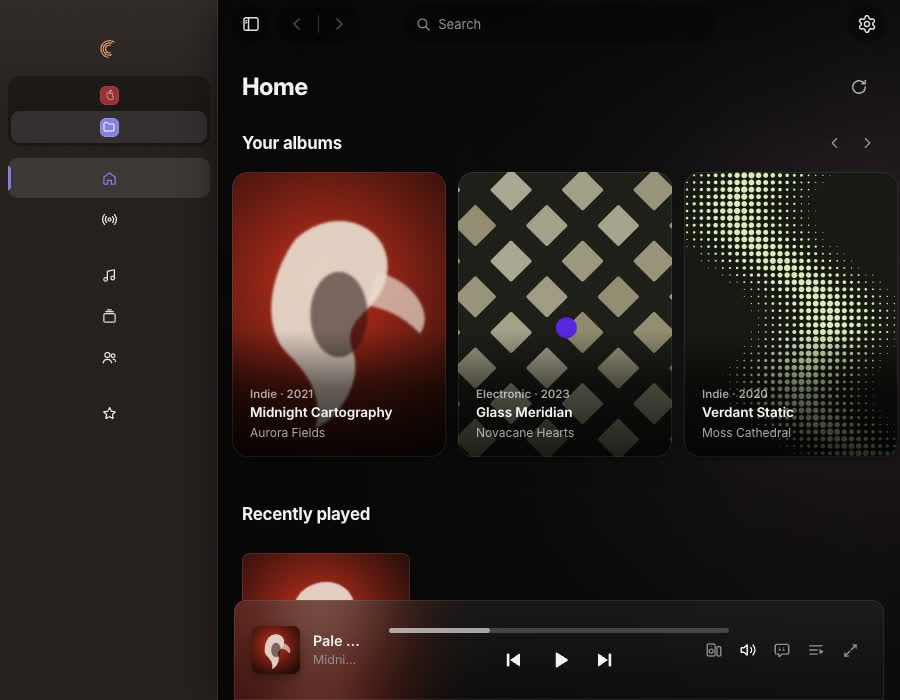 Search
Home
Your albums
Indie · 2021
Midnight Cartography
Aurora Fields
Electronic · 2023
Glass Meridian
Novacane Hearts
Indie · 2020
Verdant Static
Moss Cathedral
Recently played
Pale ...
Midni...